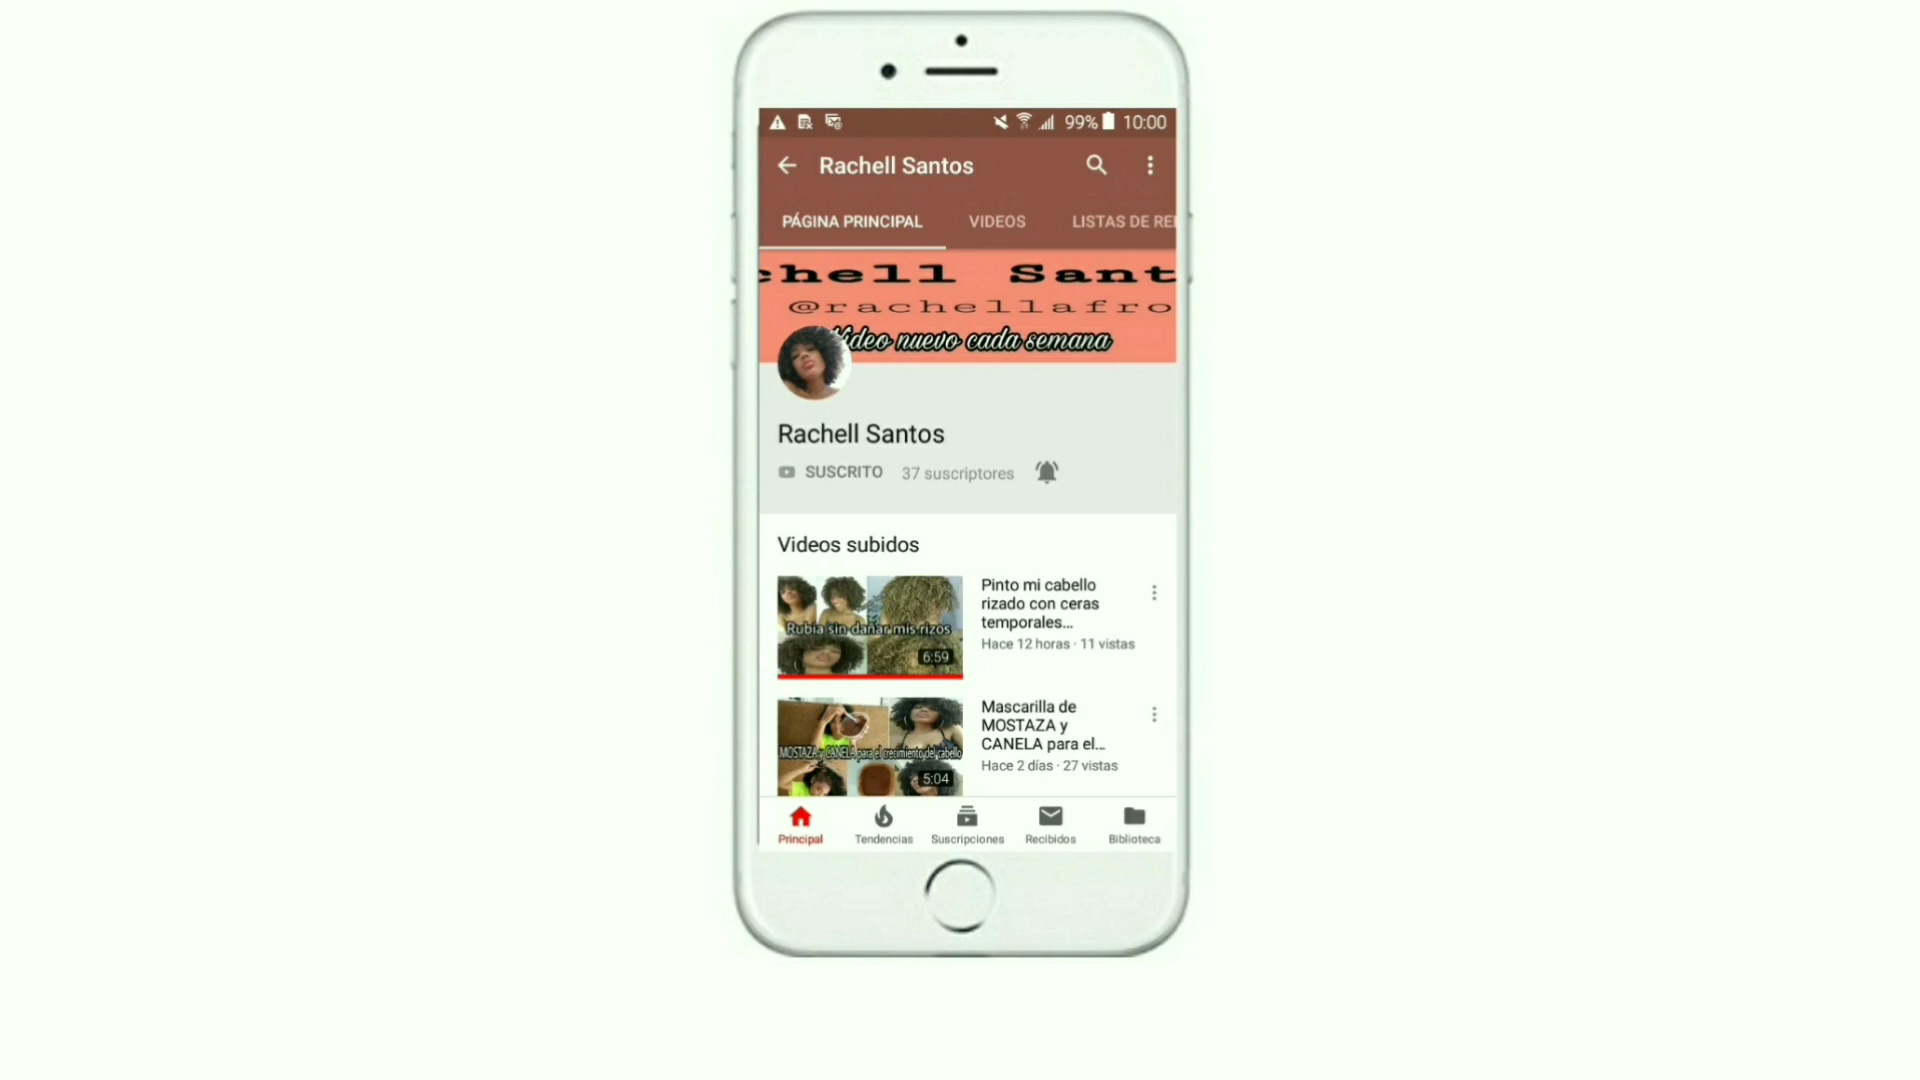 99% 10:00
Rachell Santos
PÁGINA PRINCIPAL VIDEOS LISTAS DE RE
chell Sant
@rachellafro
Video nuevo cada semana
Rachell Santos
SUSCRITO 37 suscriptores
Videos subidos
Pinto mi cabello
rizado con ceras
temporales...
Hace 12 horas · 11 vistas
Rubia sin dañar mis rizos
6:59
Mascarilla de
MOSTAZA y
CANELA para el...
Hace 2 días · 27 vistas
MOSTAZA y CANELA para el crecimiento del cabello
5:04
Principal Tendencias Suscripciones Recibidos Biblioteca